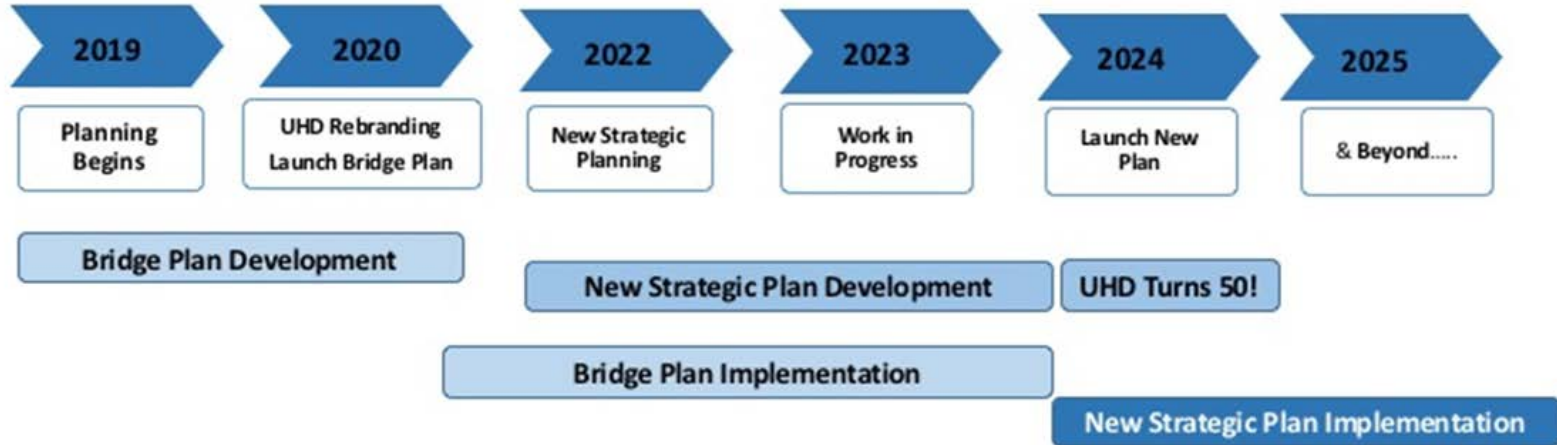 2019
2020
2022
2023
2024
2025
Planning
Begins
UHD Rebranding
Launch Bridge Plan
New Strategic
Planning
Work in
Progress
Launch New
Plan
& Beyond.....
Bridge Plan Development
New Strategic Plan Development
UHD Turns 50!
Bridge Plan Implementation
New Strategic Plan Implementation